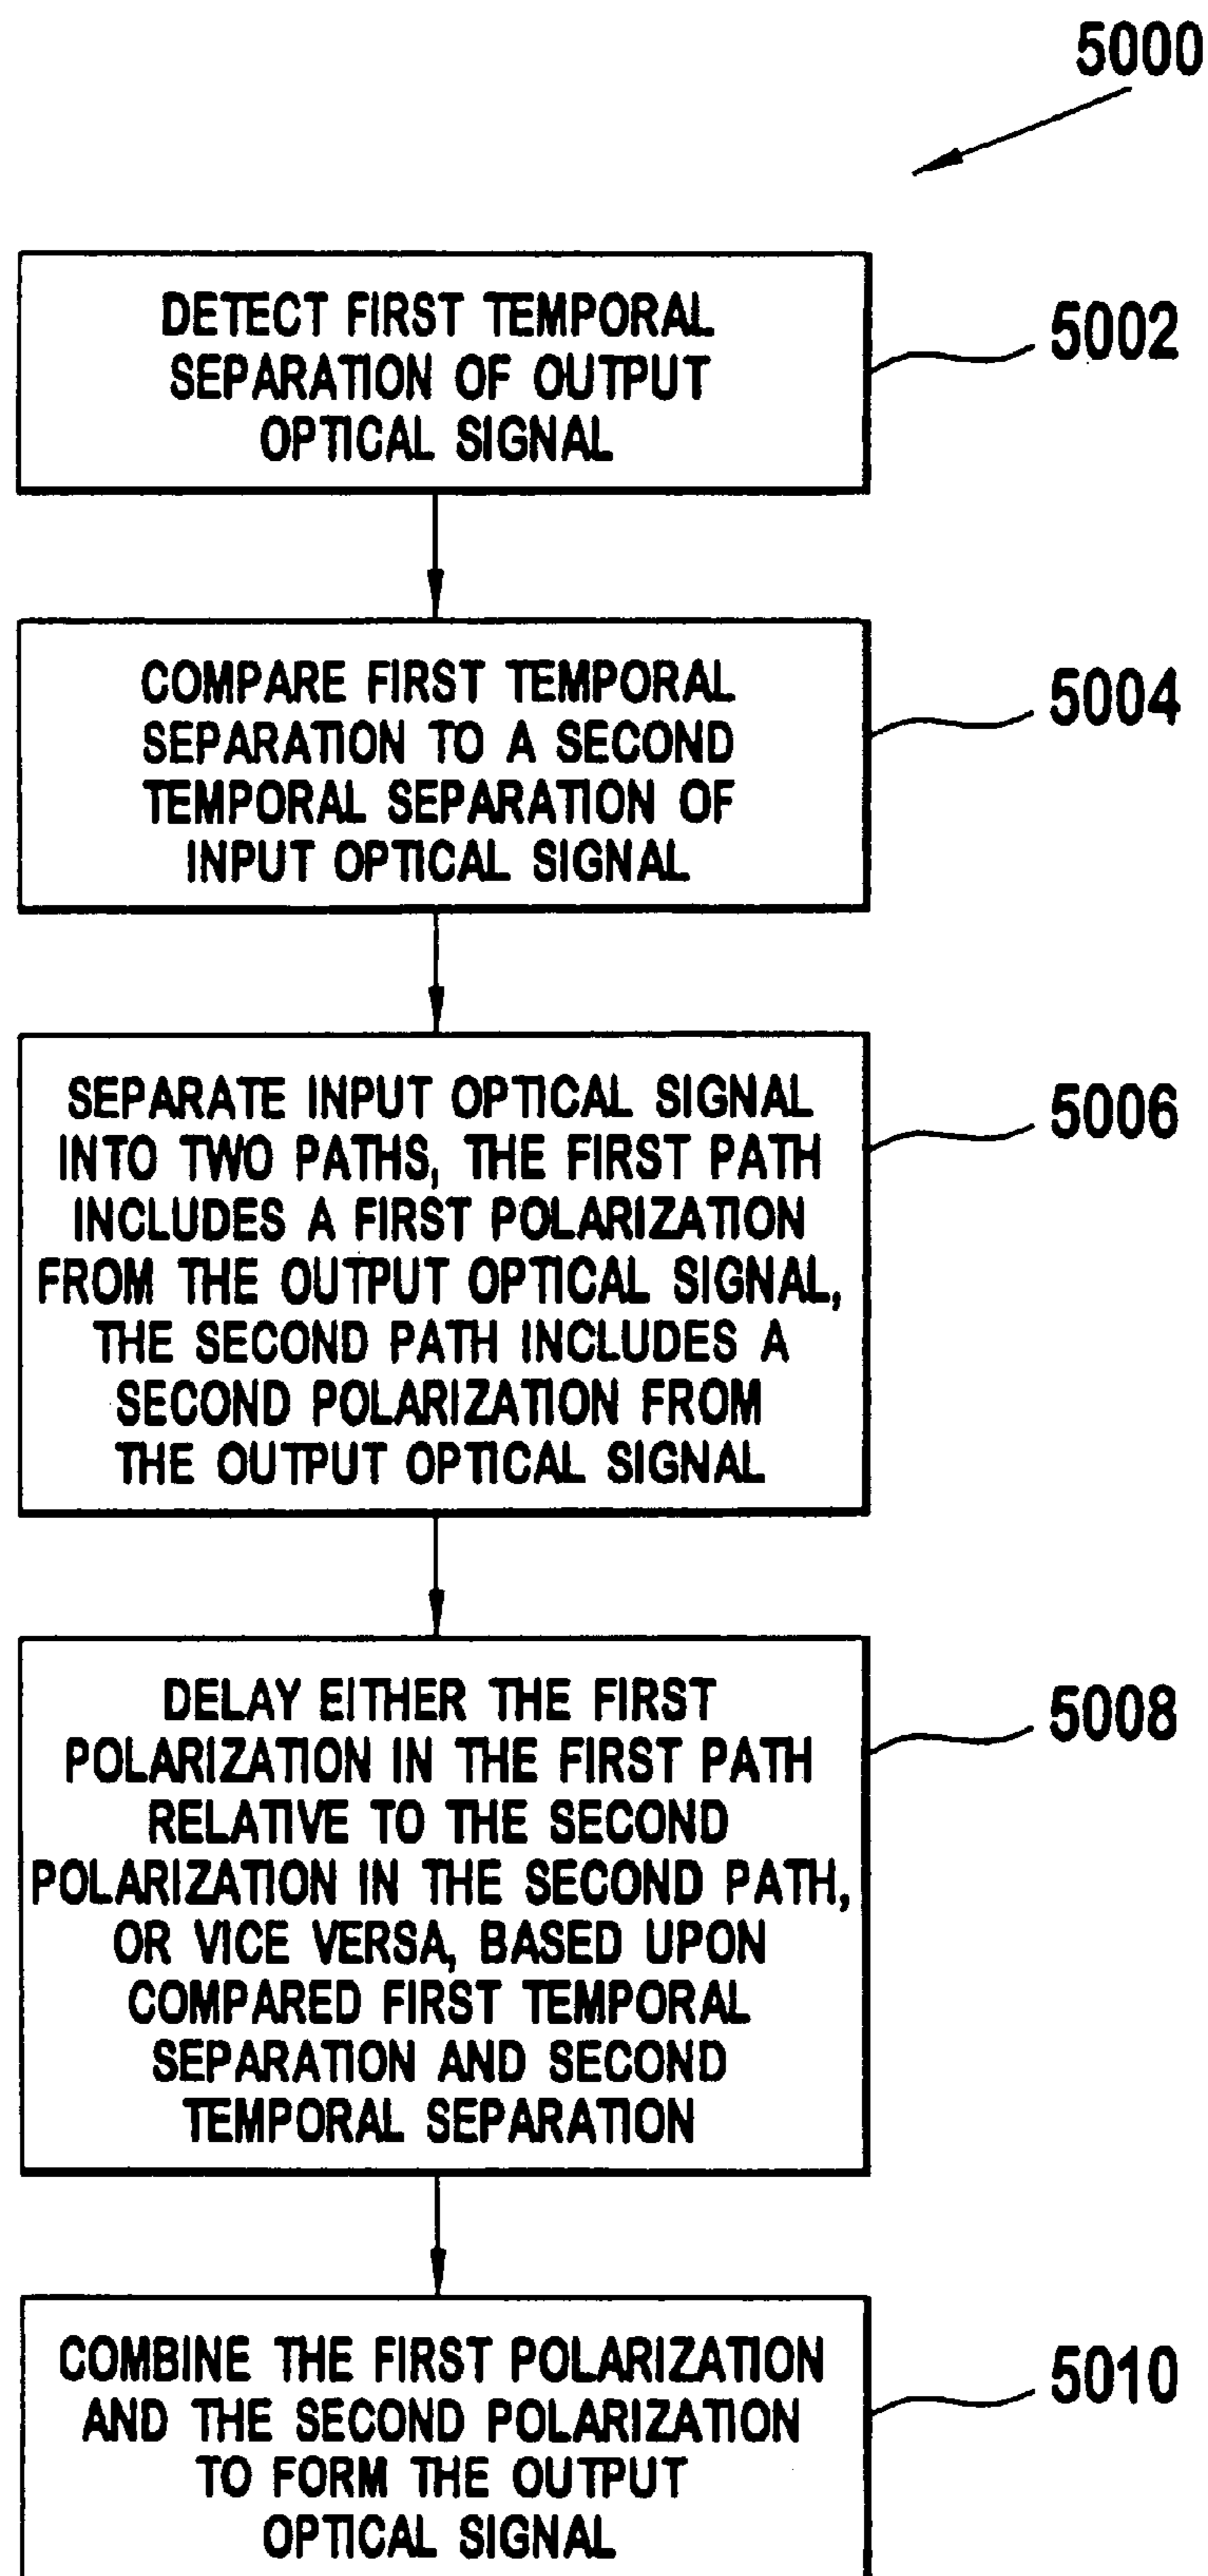 5000
DETECT FIRST TEMPORAL
SEPARATION OF OUTPUT
OPTICAL SIGNAL
5002
COMPARE FIRST TEMPORAL
SEPARATION TO A SECOND
TEMPORAL SEPARATION OF
INPUT OPTICAL SIGNAL
5004
SEPARATE INPUT OPTICAL SIGNAL
INTO TWO PATHS, THE FIRST PATH
INCLUDES A FIRST POLARIZATION
FROM THE OUTPUT OPTICAL SIGNAL,
THE SECOND PATH INCLUDES A
SECOND POLARIZATION FROM
THE OUTPUT OPTICAL SIGNAL
5006
DELAY EITHER THE FIRST
POLARIZATION IN THE FIRST PATH
RELATIVE TO THE SECOND
POLARIZATION IN THE SECOND PATH,
OR VICE VERSA, BASED UPON
COMPARED FIRST TEMPORAL
SEPARATION AND SECOND
TEMPORAL SEPARATION
5008
COMBINE THE FIRST POLARIZATION
AND THE SECOND POLARIZATION
TO FORM THE OUTPUT
OPTICAL SIGNAL
5010